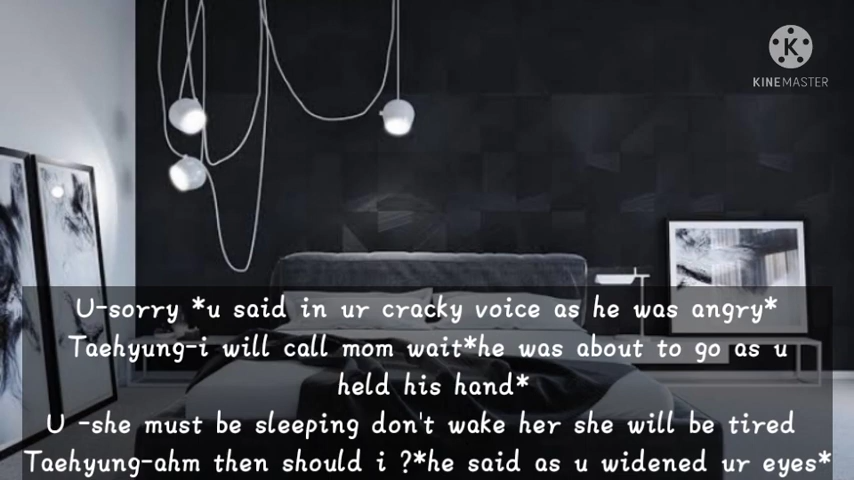 K
KINEMASTER
U-sorry *u said in ur cracky voice as he was angry*
Taehyung-i will call mom wait*he was about to go as u
held his hand*
U -she must be sleeping don't wake her she will be tired
Taehyung-ahm then should i ?*he said as u widened ur eyes*